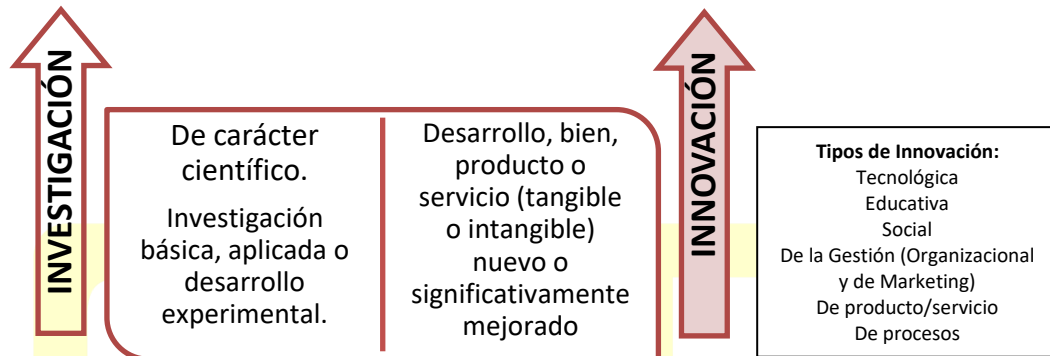 INVESTIGACIÓN
De carácter
científico.
Investigación
básica, aplicada o
desarrollo
experimental.
Desarrollo, bien,
producto o
servicio (tangible
o intangible)
nuevo o
significativamente
mejorado
INNOVACIÓN
Tipos de Innovación:
Tecnológica
Educativa
Social
De la Gestión (Organizacional
y de Marketing)
De producto/servicio
De procesos